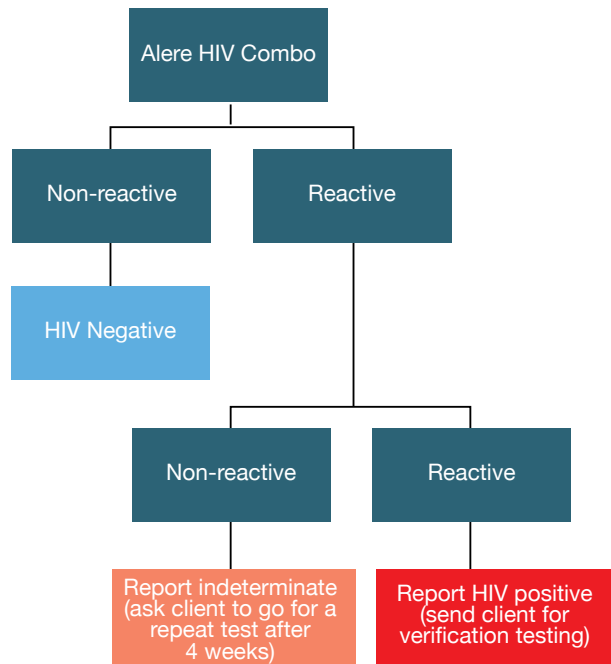 Alere HIV Combo
Non-reactive
Reactive
HIV Negative
Non-reactive
Reactive
Report indeterminate
(ask client to go for a
repeat test after
4 weeks)
Report HIV positive
(send client for
verification testing)